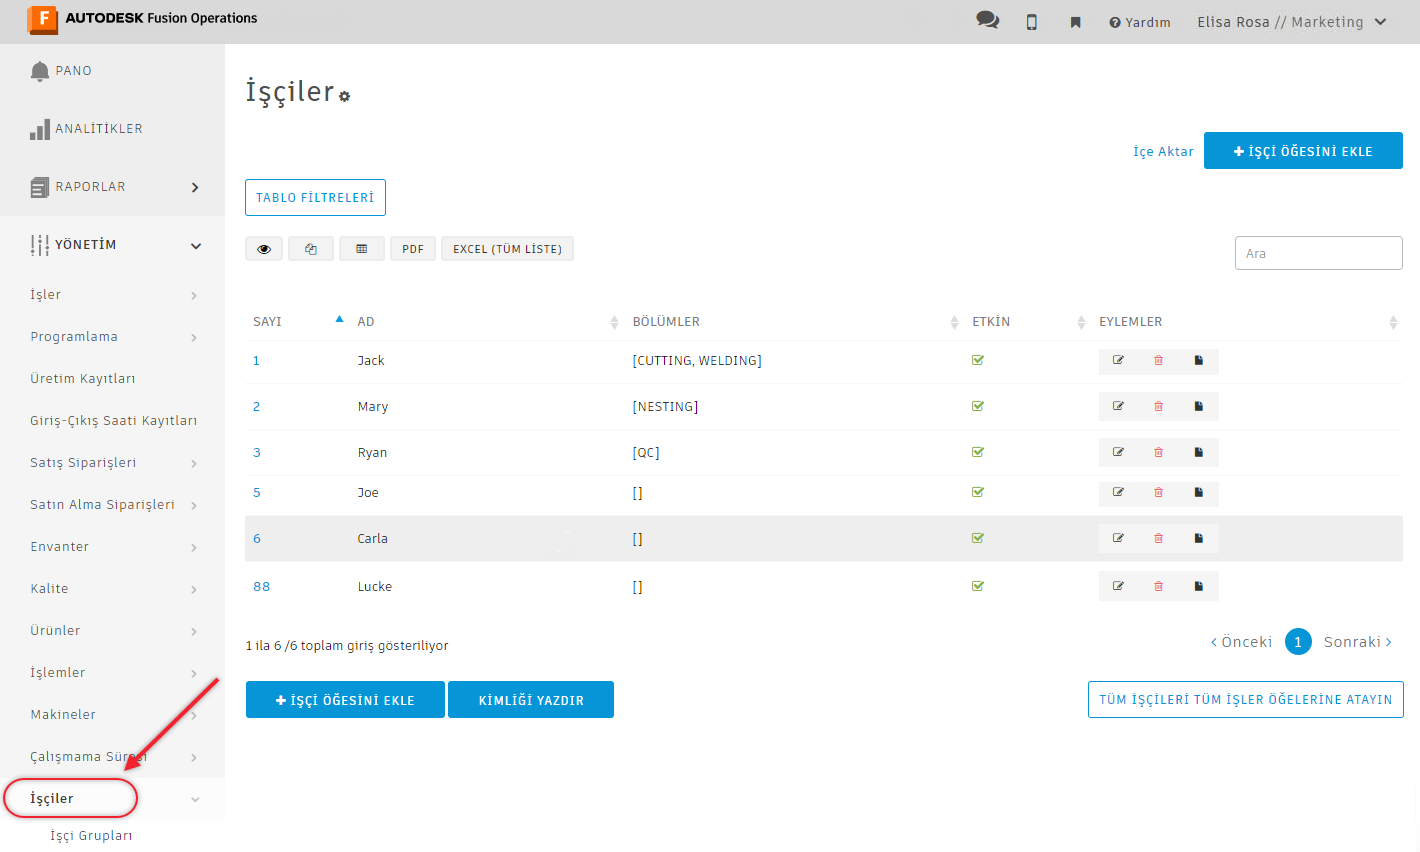 AUTODESK Fusion Operations
Yardım
Elisa Rosa // Marketing
PANO
ANALİTİKLER
RAPORLAR
YÖNETİM
İşler
Programlama
Üretim Kayıtları
Giriş-Çıkış Saati Kayıtları
Satış Siparişleri
Satın Alma Siparişleri
Envanter
Kalite
Ürünler
İşlemler
Makineler
Çalışmama Süresi
İşçiler
İşçi Grupları
İşçiler
İçe Aktar
+ İŞÇİ ÖĞESİNİ EKLE
TABLO FİLTRELERİ
PDF
EXCEL (TÜM LİSTE)
Ara
SAYI AD BÖLÜMLER ETKİN EYLEMLER
1 Jack [CUTTING, WELDING]
2 Mary [NESTING]
3 Ryan [QC]
5 Joe []
6 Carla []
88 Lucke []
1 ila 6 /6 toplam giriş gösteriliyor
< Önceki 1 Sonraki >
+ İŞÇİ ÖĞESİNİ EKLE
KİMLİĞİ YAZDIR
TÜM İŞÇİLERİ TÜM İŞLER ÖĞELERİNE ATAYIN